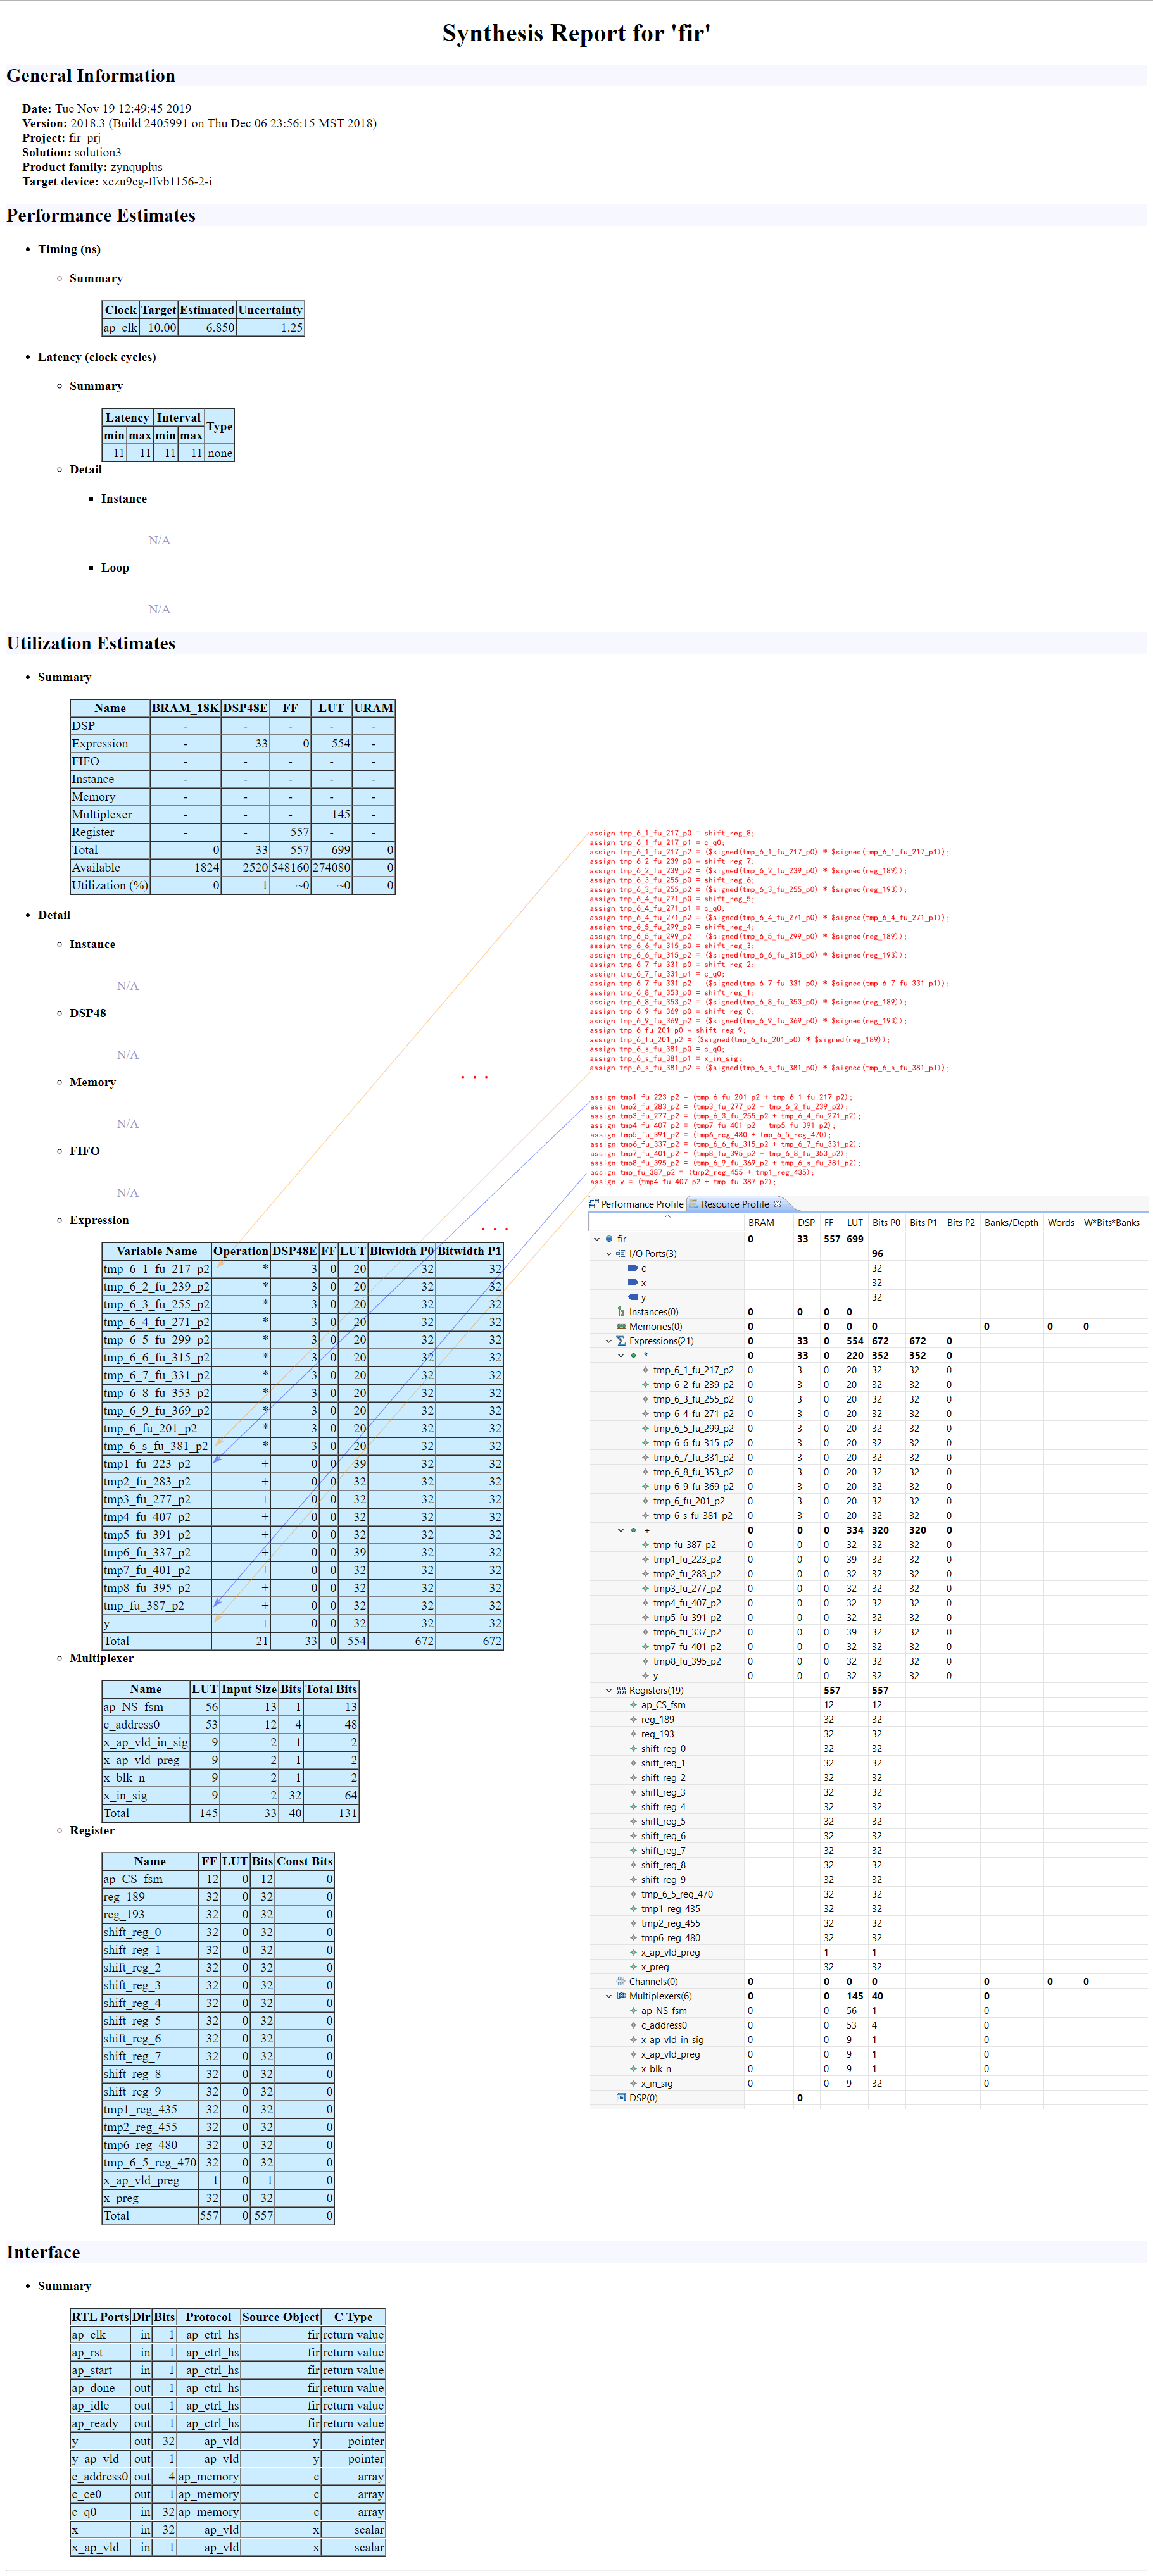 Synthesis Report for 'fir'
General Information
Date: Tue Nov 19 12:49:45 2019
Version: 2018.3 (Build 2405991 on Thu Dec 06 23:56:15 MST 2018)
Project: fir_prj
Solution: solution3
Product family: zynquplus
Target device: xczu9eg-ffvb1156-2-i
Performance Estimates
Timing (ns)
Summary
Clock Target Estimated Uncertainty
ap_clk 10.00 6.850 1.25
Latency (clock cycles)
Summary
Latency Interval Type
min max min max
11 11 11 11 none
Detail
Instance
N/A
Loop
N/A
Utilization Estimates
Summary
Name BRAM_18K DSP48E FF LUT URAM
DSP - - - - -
Expression - 33 0 554 -
FIFO - - - - -
Instance - - - - -
Memory - - - - -
Multiplexer - - - 145 -
Register - - 557 - -
Total 0 33 557 699 0
Available 1824 2520 548160 274080 0
Utilization (%) 0 1 ~0 ~0 0
Detail
Instance
N/A
DSP48
N/A
Memory
N/A
FIFO
N/A
Expression
Variable Name Operation DSP48E FF LUT Bitwidth P0 Bitwidth P1
tmp_6_1_fu_217_p2 * 3 0 20 32 32
tmp_6_2_fu_239_p2 * 3 0 20 32 32
tmp_6_3_fu_255_p2 * 3 0 20 32 32
tmp_6_4_fu_271_p2 * 3 0 20 32 32
tmp_6_5_fu_299_p2 * 3 0 20 32 32
tmp_6_6_fu_315_p2 * 3 0 20 32 32
tmp_6_7_fu_331_p2 * 3 0 20 32 32
tmp_6_8_fu_353_p2 * 3 0 20 32 32
tmp_6_9_fu_369_p2 * 3 0 20 32 32
tmp_6_fu_201_p2 * 3 0 20 32 32
tmp_6_s_fu_381_p2 * 3 0 20 32 32
tmp1_fu_223_p2 + 0 0 39 32 32
tmp2_fu_283_p2 + 0 0 32 32 32
tmp3_fu_277_p2 + 0 0 32 32 32
tmp4_fu_407_p2 + 0 0 32 32 32
tmp5_fu_391_p2 + 0 0 32 32 32
tmp6_fu_337_p2 + 0 0 39 32 32
tmp7_fu_401_p2 + 0 0 32 32 32
tmp8_fu_395_p2 + 0 0 32 32 32
tmp_fu_387_p2 + 0 0 32 32 32
y + 0 0 32 32 32
Total 21 33 0 554 672 672
Multiplexer
Name LUT Input Size Bits Total Bits
ap_NS_fsm 56 13 1 13
c_address0 53 12 4 48
x_ap_vld_in_sig 9 2 1 2
x_ap_vld_preg 9 2 1 2
x_blk_n 9 2 1 2
x_in_sig 9 2 32 64
Total 145 33 40 131
Register
Name FF LUT Bits Const Bits
ap_CS_fsm 12 0 12 0
reg_189 32 0 32 0
reg_193 32 0 32 0
shift_reg_0 32 0 32 0
shift_reg_1 32 0 32 0
shift_reg_2 32 0 32 0
shift_reg_3 32 0 32 0
shift_reg_4 32 0 32 0
shift_reg_5 32 0 32 0
shift_reg_6 32 0 32 0
shift_reg_7 32 0 32 0
shift_reg_8 32 0 32 0
shift_reg_9 32 0 32 0
tmp1_reg_435 32 0 32 0
tmp2_reg_455 32 0 32 0
tmp6_reg_480 32 0 32 0
tmp_6_5_reg_470 32 0 32 0
x_ap_vld_preg 1 0 1 0
x_preg 32 0 32 0
Total 557 0 557 0
assign tmp_6_1_fu_217_p0 = shift_reg_8;
assign tmp_6_1_fu_217_p1 = c_q0;
assign tmp_6_1_fu_217_p2 = ($signed(tmp_6_1_fu_217_p0) * $signed(tmp_6_1_fu_217_p1));
assign tmp_6_2_fu_239_p0 = shift_reg_7;
assign tmp_6_2_fu_239_p2 = ($signed(tmp_6_2_fu_239_p0) * $signed(reg_189));
assign tmp_6_3_fu_255_p0 = shift_reg_6;
assign tmp_6_3_fu_255_p2 = ($signed(tmp_6_3_fu_255_p0) * $signed(reg_193));
assign tmp_6_4_fu_271_p0 = shift_reg_5;
assign tmp_6_4_fu_271_p1 = c_q0;
assign tmp_6_4_fu_271_p2 = ($signed(tmp_6_4_fu_271_p0) * $signed(tmp_6_4_fu_271_p1));
assign tmp_6_5_fu_299_p0 = shift_reg_4;
assign tmp_6_5_fu_299_p2 = ($signed(tmp_6_5_fu_299_p0) * $signed(reg_189));
assign tmp_6_6_fu_315_p0 = shift_reg_3;
assign tmp_6_6_fu_315_p2 = ($signed(tmp_6_6_fu_315_p0) * $signed(reg_193));
assign tmp_6_7_fu_331_p0 = shift_reg_2;
assign tmp_6_7_fu_331_p1 = c_q0;
assign tmp_6_7_fu_331_p2 = ($signed(tmp_6_7_fu_331_p0) * $signed(tmp_6_7_fu_331_p1));
assign tmp_6_8_fu_353_p0 = shift_reg_1;
assign tmp_6_8_fu_353_p2 = ($signed(tmp_6_8_fu_353_p0) * $signed(reg_189));
assign tmp_6_9_fu_369_p0 = shift_reg_0;
assign tmp_6_9_fu_369_p2 = ($signed(tmp_6_9_fu_369_p0) * $signed(reg_193));
assign tmp_6_fu_201_p0 = shift_reg_9;
assign tmp_6_fu_201_p2 = ($signed(tmp_6_fu_201_p0) * $signed(reg_189));
assign tmp_6_s_fu_381_p0 = c_q0;
assign tmp_6_s_fu_381_p1 = x_in_sig;
assign tmp_6_s_fu_381_p2 = ($signed(tmp_6_s_fu_381_p0) * $signed(tmp_6_s_fu_381_p1));
...
assign tmp1_fu_223_p2 = (tmp_6_fu_201_p2 + tmp_6_1_fu_217_p2);
assign tmp2_fu_283_p2 = (tmp3_fu_277_p2 + tmp_6_2_fu_239_p2);
assign tmp3_fu_277_p2 = (tmp_6_3_fu_255_p2 + tmp_6_4_fu_271_p2);
assign tmp4_fu_407_p2 = (tmp7_fu_401_p2 + tmp5_fu_391_p2);
assign tmp5_fu_391_p2 = (tmp6_reg_480 + tmp_6_5_reg_470);
assign tmp6_fu_337_p2 = (tmp_6_6_fu_315_p2 + tmp_6_7_fu_331_p2);
assign tmp7_fu_401_p2 = (tmp8_fu_395_p2 + tmp_6_8_fu_353_p2);
assign tmp8_fu_395_p2 = (tmp_6_9_fu_369_p2 + tmp_6_s_fu_381_p2);
assign tmp_fu_387_p2 = (tmp2_reg_455 + tmp1_reg_435);
assign y = (tmp4_fu_407_p2 + tmp_fu_387_p2);
...
Performance Profile Resource Profile
BRAM DSP FF LUT Bits P0 Bits P1 Bits P2 Banks/Depth Words W*Bits*Banks
fir 0 33 557 699
I/O Ports(3) 96
c 32
x 32
y 32
Instances(0) 0 0 0 0
Memories(0) 0 0 0 0 0 0 0
Expressions(21) 0 33 0 554 672 672 0
* 0 33 0 220 352 352 0
tmp_6_1_fu_217_p2 0 3 0 20 32 32 0
tmp_6_2_fu_239_p2 0 3 0 20 32 32 0
tmp_6_3_fu_255_p2 0 3 0 20 32 32 0
tmp_6_4_fu_271_p2 0 3 0 20 32 32 0
tmp_6_5_fu_299_p2 0 3 0 20 32 32 0
tmp_6_6_fu_315_p2 0 3 0 20 32 32 0
tmp_6_7_fu_331_p2 0 3 0 20 32 32 0
tmp_6_8_fu_353_p2 0 3 0 20 32 32 0
tmp_6_9_fu_369_p2 0 3 0 20 32 32 0
tmp_6_fu_201_p2 0 3 0 20 32 32 0
tmp_6_s_fu_381_p2 0 3 0 20 32 32 0
+ 0 0 0 334 320 320 0
tmp_fu_387_p2 0 0 0 32 32 32 0
tmp1_fu_223_p2 0 0 0 39 32 32 0
tmp2_fu_283_p2 0 0 0 32 32 32 0
tmp3_fu_277_p2 0 0 0 32 32 32 0
tmp4_fu_407_p2 0 0 0 32 32 32 0
tmp5_fu_391_p2 0 0 0 32 32 32 0
tmp6_fu_337_p2 0 0 0 39 32 32 0
tmp7_fu_401_p2 0 0 0 32 32 32 0
tmp8_fu_395_p2 0 0 0 32 32 32 0
y 0 0 0 32 32 32 0
Registers(19) 557 557
ap_CS_fsm 12 12
reg_189 32 32
reg_193 32 32
shift_reg_0 32 32
shift_reg_1 32 32
shift_reg_2 32 32
shift_reg_3 32 32
shift_reg_4 32 32
shift_reg_5 32 32
shift_reg_6 32 32
shift_reg_7 32 32
shift_reg_8 32 32
shift_reg_9 32 32
tmp_6_5_reg_470 32 32
tmp1_reg_435 32 32
tmp2_reg_455 32 32
tmp6_reg_480 32 32
x_ap_vld_preg 1 1
x_preg 32 32
Channels(0) 0 0 0 0 0 0 0
Multiplexers(6) 0 0 145 40 0
ap_NS_fsm 0 0 56 1 0
c_address0 0 0 53 4 0
x_ap_vld_in_sig 0 0 9 1 0
x_ap_vld_preg 0 0 9 1 0
x_blk_n 0 0 9 1 0
x_in_sig 0 0 9 32 0
DSP(0) 0
Interface
Summary
RTL Ports Dir Bits Protocol Source Object C Type
ap_clk in 1 ap_ctrl_hs fir return value
ap_rst in 1 ap_ctrl_hs fir return value
ap_start in 1 ap_ctrl_hs fir return value
ap_done out 1 ap_ctrl_hs fir return value
ap_idle out 1 ap_ctrl_hs fir return value
ap_ready out 1 ap_ctrl_hs fir return value
y out 32 ap_vld y pointer
y_ap_vld out 1 ap_vld y pointer
c_address0 out 4 ap_memory c array
c_ce0 out 1 ap_memory c array
c_q0 in 32 ap_memory c array
x in 32 ap_vld x scalar
x_ap_vld in 1 ap_vld x scalar